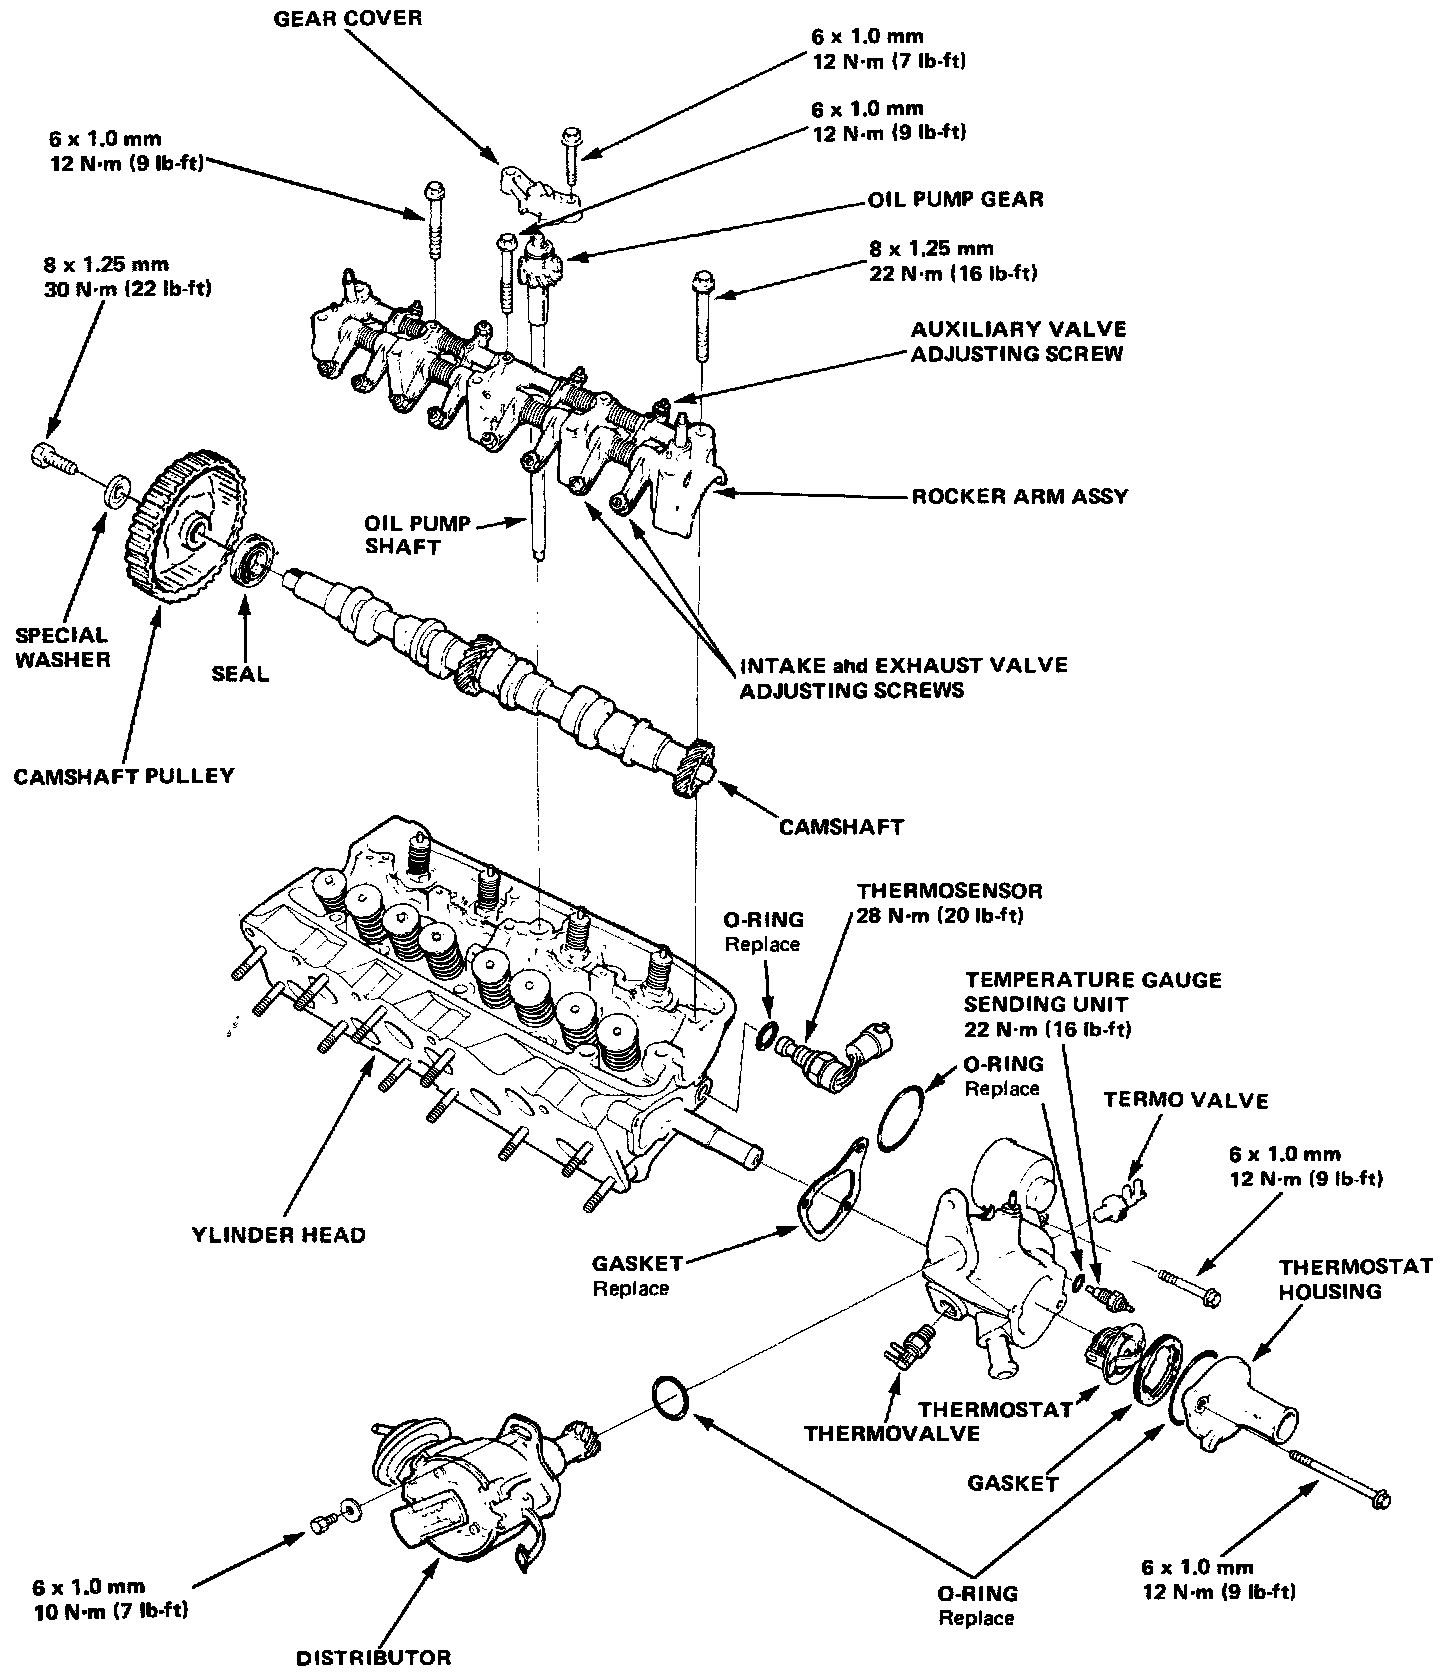 GEAR COVER
6 x 1.0 mm
12 N·m (7 lb-ft)
6 x 1.0 mm
12 N·m (9 lb-ft)
6 x 1.0 mm
12 N·m (9 lb-ft)
OIL PUMP GEAR
8 x 1.25 mm
30 N·m (22 lb-ft)
8 x 1.25 mm
22 N·m (16 lb-ft)
AUXILIARY VALVE
ADJUSTING SCREW
ROCKER ARM ASSY
OIL PUMP
SHAFT
SPECIAL
WASHER
SEAL
INTAKE ahd EXHAUST VALVE
ADJUSTING SCREWS
CAMSHAFT PULLEY
CAMSHAFT
THERMOSENSOR
28 N·m (20 lb-ft)
O-RING
Replace
TEMPERATURE GAUGE
SENDING UNIT
22 N·m (16 lb-ft)
O-RING
Replace
TERMO VALVE
6 x 1.0 mm
12 N·m (9 lb-ft)
YLINDER HEAD
GASKET
Replace
THERMOSTAT
HOUSING
THERMOSTAT
THERMOVALVE
GASKET
6 x 1.0 mm
12 N·m (9 lb-ft)
6 x 1.0 mm
10 N·m (7 lb-ft)
O-RING
Replace
DISTRIBUTOR